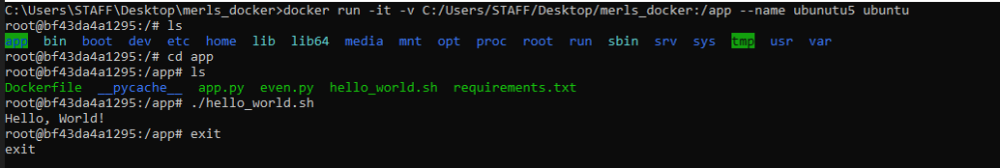 C:\Users\STAFF\Desktop\merls_docker>docker run -it -v C:/Users/STAFF/Desktop/merls_docker:/app --name ubunutu5 ubuntu
root@bf43da4a1295:/# ls
app bin boot dev etc home lib lib64 media mnt opt proc root run sbin srv sys tmp usr var
root@bf43da4a1295:/# cd app
root@bf43da4a1295:/app# ls
Dockerfile __pycache__ app.py even.py hello_world.sh requirements.txt
root@bf43da4a1295:/app# ./hello_world.sh
Hello, World!
root@bf43da4a1295:/app# exit
exit